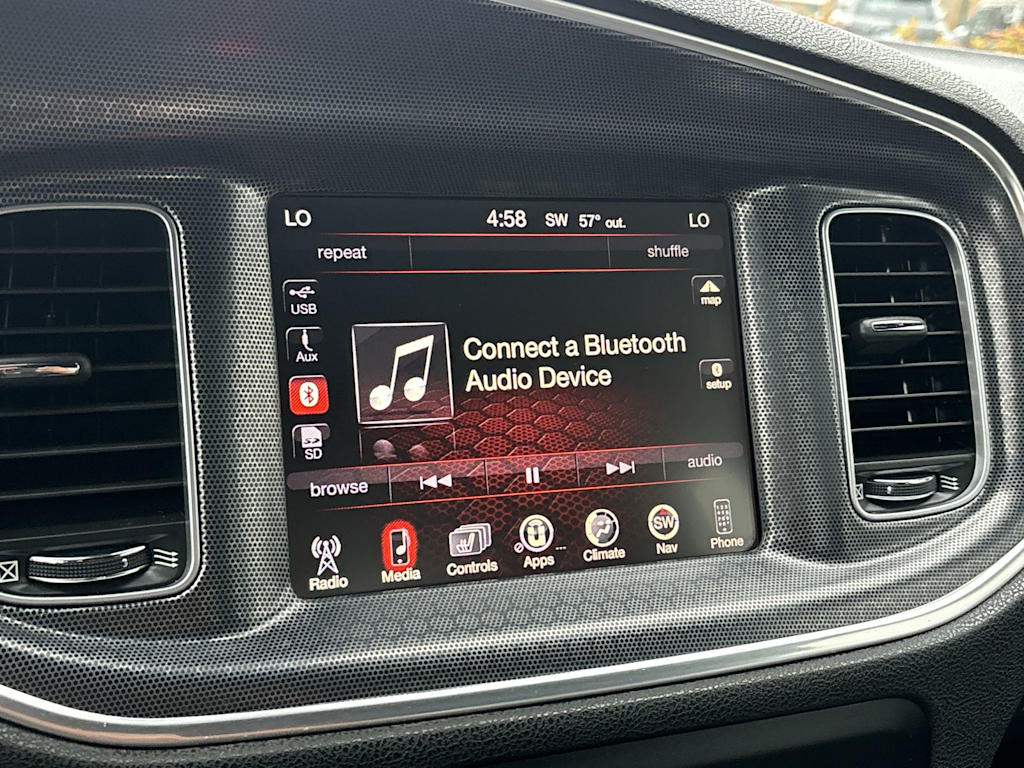 LO 4:58 SW 57° out. LO
repeat shuffle
USB
map
Aux
Connect a Bluetooth
Audio Device
setup
SD
browse audio
Radio Media Controls Apps Climate SW Nav Phone